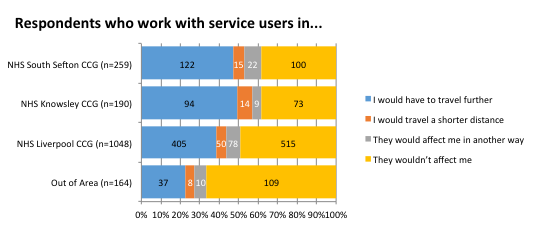 Respondents who work with service users in...
NHS South Sefton CCG (n=259) 122 15 22 100
NHS Knowsley CCG (n=190) 94 14 9 73
NHS Liverpool CCG (n=1048) 405 50 78 515
Out of Area (n=164) 37 8 10 109
0% 10% 20% 30% 40% 50% 60% 70% 80% 90%100%
I would have to travel further
I would travel a shorter distance
They would affect me in another way
They wouldn't affect me